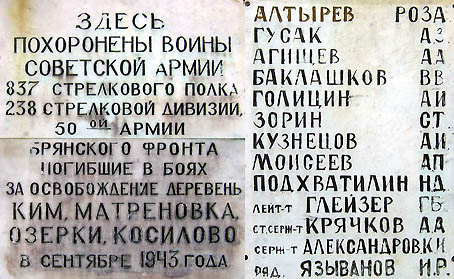 ЗДЕСЬ
ПОХОРОНЕНЫ ВОИНЫ
СОВЕТСКОЙ АРМИИ
837 СТРЕЛКОВОГО ПОЛКА
238 СТРЕЛКОВОЙ ДИВИЗИИ,
50ОЙ АРМИИ
БРЯНСКОГО ФРОНТА
ПОГИБШИЕ В БОЯХ
ЗА ОСВОБОЖДЕНИЕ ДЕРЕВЕНЬ
КИМ, МАТРЕНОВКА,
ОЗЕРКИ, КОСИЛОВО
В СЕНТЯБРЕ 1943 ГОДА
АЛТЫРЕВ РОЗА
ГУСАК А.З.
АГИЩЕВ А.А.
БАКЛАШКОВ В В
ГОЛИЦИН А.И
ЗОРИН С.Т.
КУЗНЕЦОВ А.И
МОИСЕЕВ А.П.
ПОДХВАТИЛИН Н.Д.
ЛЕЙТ-Т ГЛЕЙЗЕР Г.Б.
СТ.СЕРЖ-Т КРЯЧКОВ А.А
СЕРЖ-Т АЛЕКСАНДРОВ К.И.
РЯД. ЯЗЫВАНОВ И.Р.